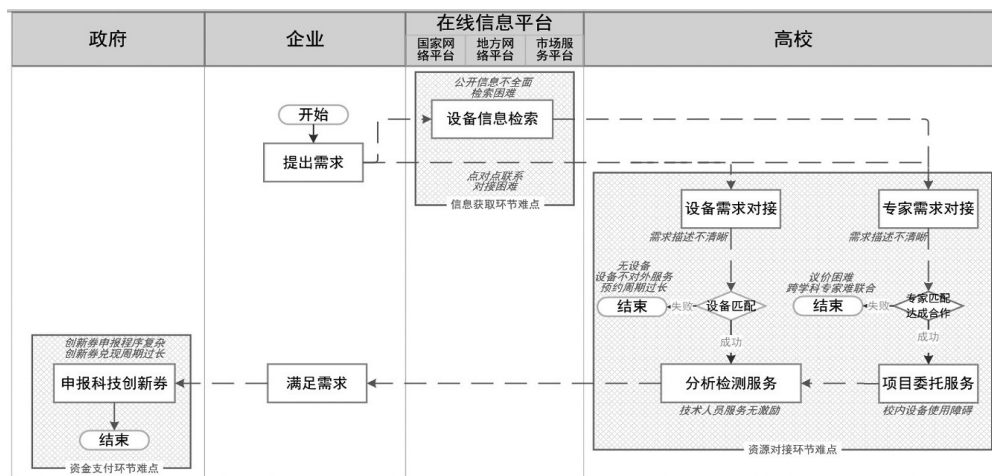 政府
企业
在线信息平台
国家网
络平台
地方网
络平台
市场服
务平台
高校
公开信息不全面
检索困难
开始
设备信息检索
提出需求
点对点联系
对接困难
信息获取环节难点
设备需求对接
专家需求对接
需求描述不清晰
需求描述不清晰
无设备
设备不对外服务
预约周期过长
议价困难
跨学科专家难联合
结束
失败
设备匹配
结束
失败
专家匹配
达成合作
成功
成功
创新券申报程序复杂
创新券兑现周期过长
申报科技创新券
满足需求
分析检测服务
项目委托服务
技术人员服务无激励
校内设备使用障碍
结束
资金支付环节难点
资源对接环节难点